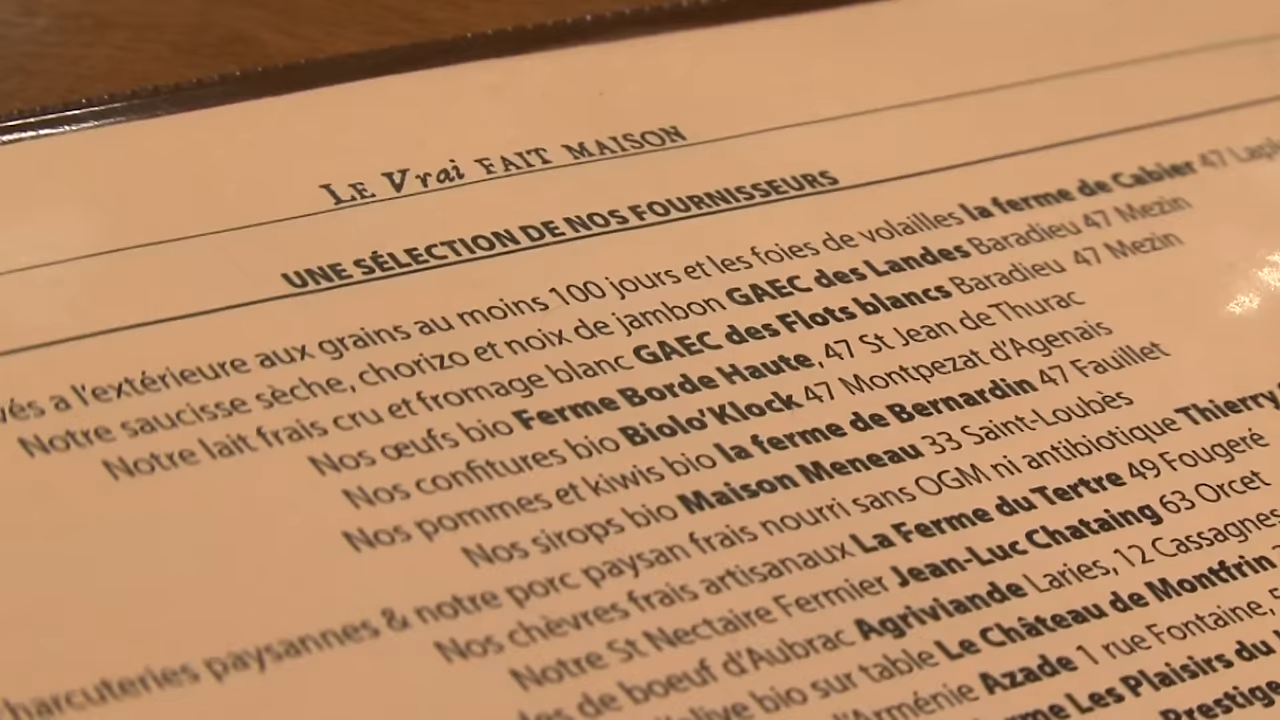 LE Vrai FAIT MAISON
UNE SÉLECTION DE NOS FOURNISSEURS
vés a l'extérieure aux grains au moins 100 jours et les foies de volailles la ferme de Cabier 47
Notre saucisse sèche, chorizo et noix de jambon GAEC des Landes Baradieu 47 Mezin
Notre lait frais cru et fromage blanc GAEC des Flots blancs Baradieu 47 Mezin
Nos œufs bio Ferme Borde Haute, 47 St Jean de Thurac
Nos confitures bio Biolo'Klock 47 Montpezat d'Agenais
Nos pommes et kiwis bio la ferme de Bernardin 47 Fauillet
Nos sirops bio Maison Meneau 33 Saint-Loubès
harcuteries paysannes & notre porc paysan frais nourri sans OGM ni antibiotique Thierry
Nos chèvres frais artisanaux La Ferme du Tertre 49 Fougeré
Notre St Nectaire Fermier Jean-Luc Chataing 63 Orcet
de boeuf d'Aubrac Agriviande Laries, 12 Cassagnes
bio sur table Le Château de Montfrin
d'Arménie Azade 1 rue Fontaine,
Les Plaisirs du
Prestige